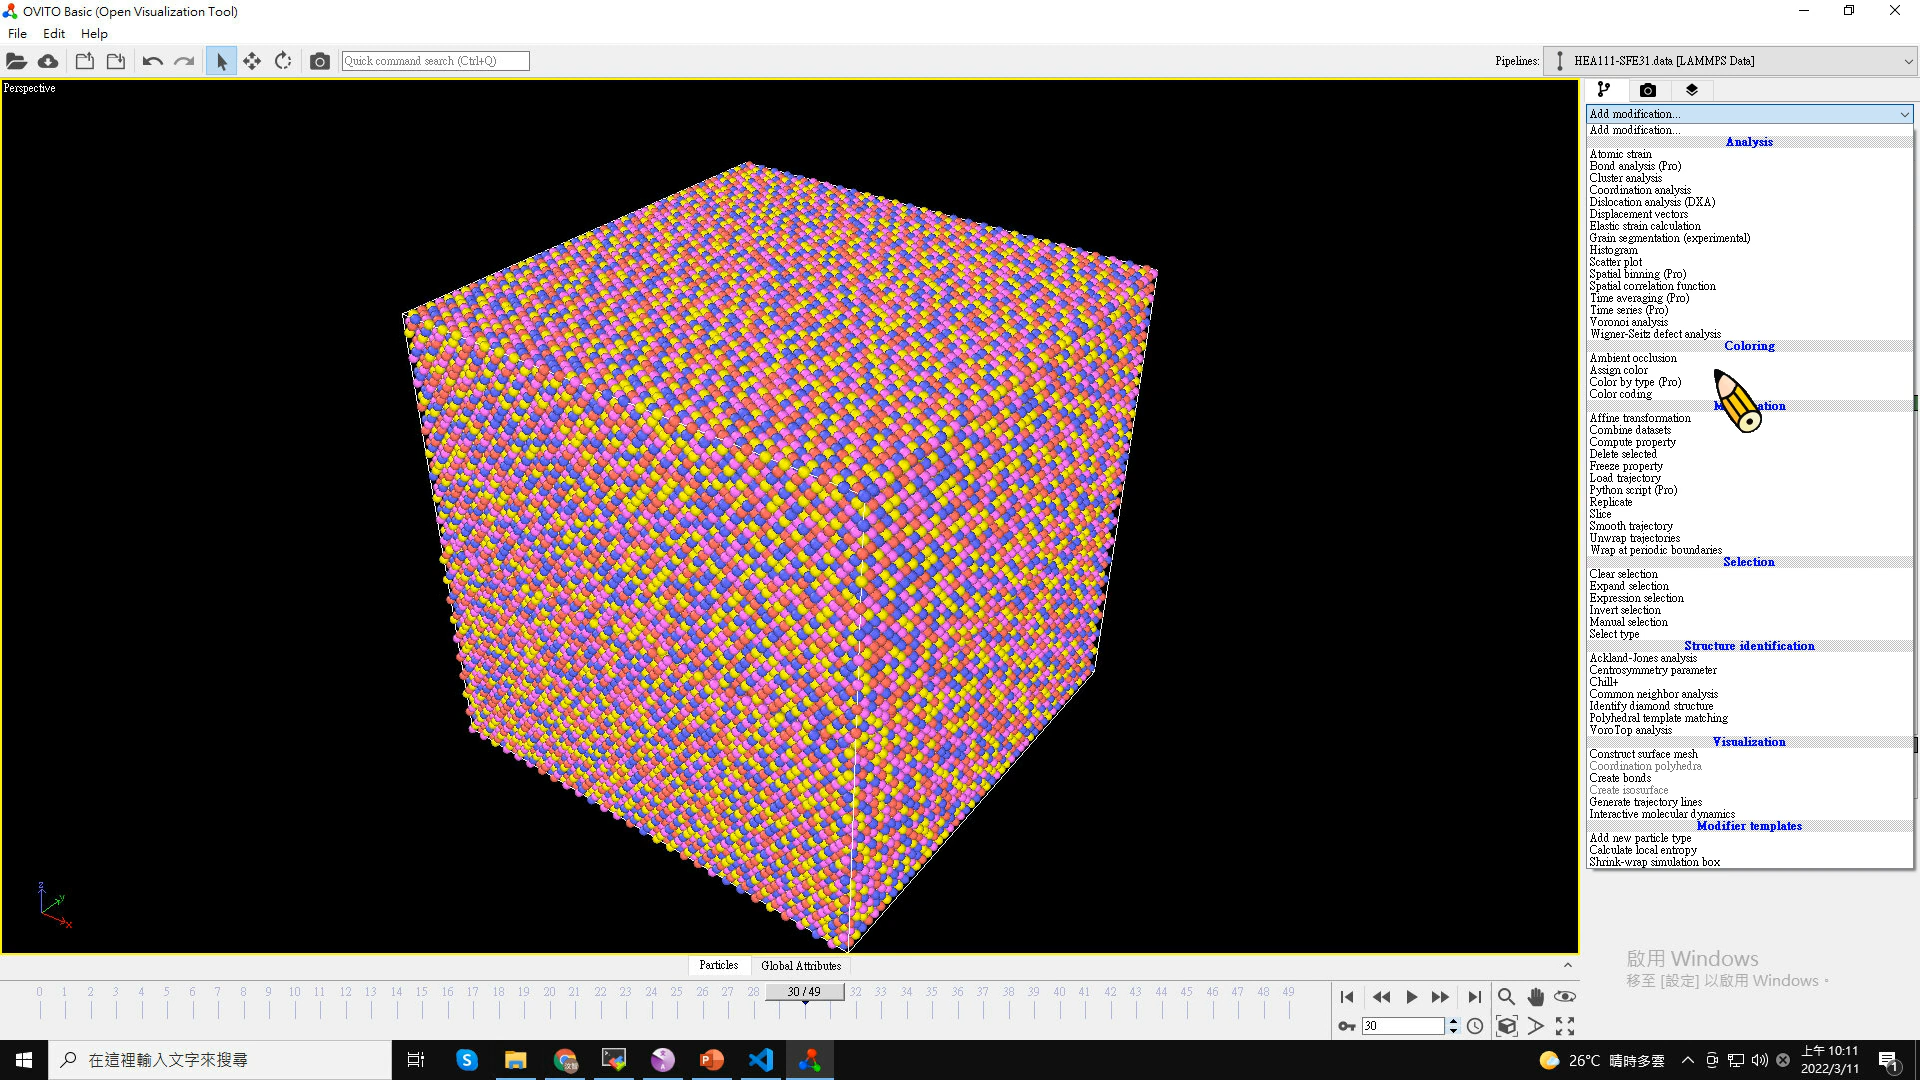 OVITO Basic (Open Visualization Tool)
File Edit Help
Quick command search (Ctrl+Q)
Pipelines: HEA111-SFE31.data [LAMMPS Data]
Perspective
Add modification...
Add modification...
Analysis
Atomic strain
Bond analysis (Pro)
Cluster analysis
Coordination analysis
Dislocation analysis (DXA)
Displacement vectors
Elastic strain calculation
Grain segmentation (experimental)
Histogram
Scatter plot
Spatial binning (Pro)
Spatial correlation function
Time averaging (Pro)
Time series (Pro)
Voronoi analysis
Wigner-Seitz defect analysis
Coloring
Ambient occlusion
Assign color
Color by type (Pro)
Color coding
Affine transformation
Combine datasets
Compute property
Delete selected
Freeze property
Load trajectory
Python script (Pro)
Replicate
Slice
Smooth trajectory
Unwrap trajectories
Wrap at periodic boundaries
Selection
Clear selection
Expand selection
Expression selection
Invert selection
Manual selection
Select type
Structure identification
Ackland-Jones analysis
Centrosymmetry parameter
Chill+
Common neighbor analysis
Identify diamond structure
Polyhedral template matching
VoroTop analysis
Visualization
Construct surface mesh
Coordination polyhedra
Create bonds
Create isosurface
Generate trajectory lines
Interactive molecular dynamics
Modifier templates
Add new particle type
Calculate local entropy
Shrink-wrap simulation box
z
y
x
啟用 Windows
移至 [設定] 以啟用 Windows。
Particles Global Attributes
0 1 2 3 4 5 6 7 8 9 10 11 12 13 14 15 16 17 18 19 20 21 22 23 24 25 26 27 28 30 / 49 32 33 34 35 36 37 38 39 40 41 42 43 44 45 46 47 48 49
30
在這裡輸入文字來搜尋
26°C 晴時多雲
上午 10:11
2022/3/11
1